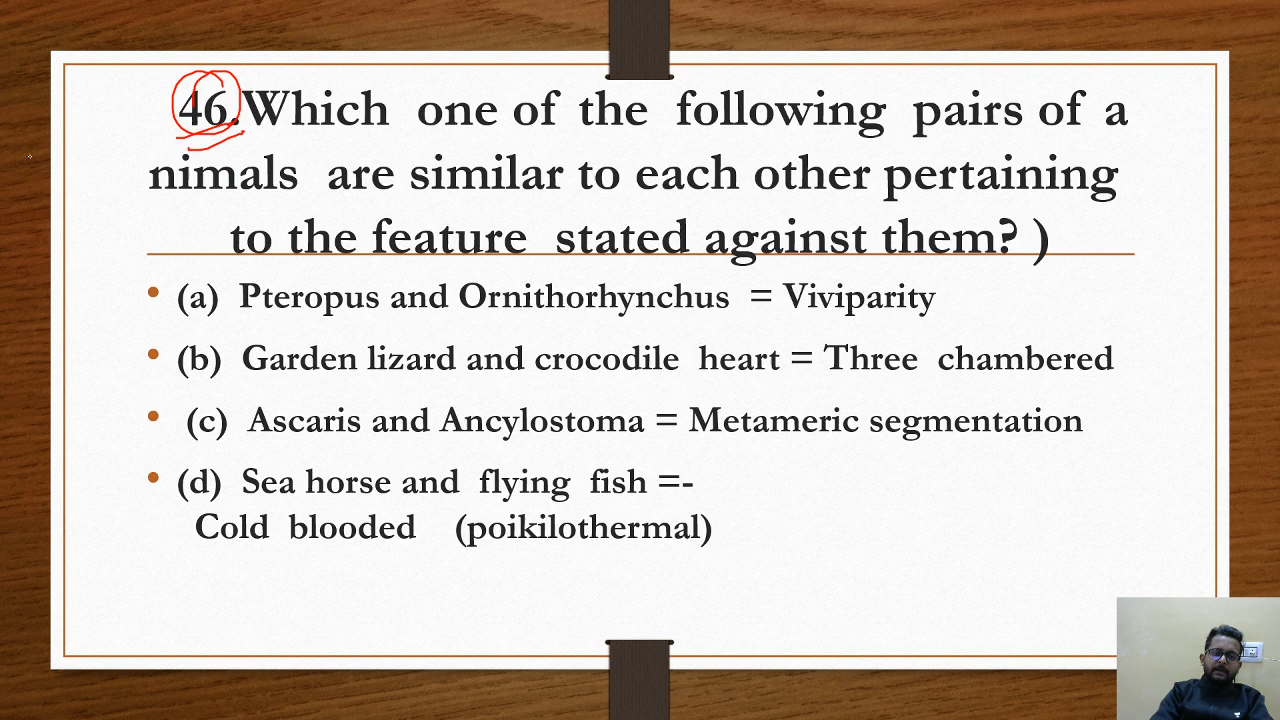 46.Which one of the following pairs of a
nimals are similar to each other pertaining
to the feature stated against them? )
• (a) Pteropus and Ornithorhynchus = Viviparity
• (b) Garden lizard and crocodile heart = Three chambered
• (c) Ascaris and Ancylostoma = Metameric segmentation
• (d) Sea horse and flying fish =-
Cold blooded (poikilothermal)